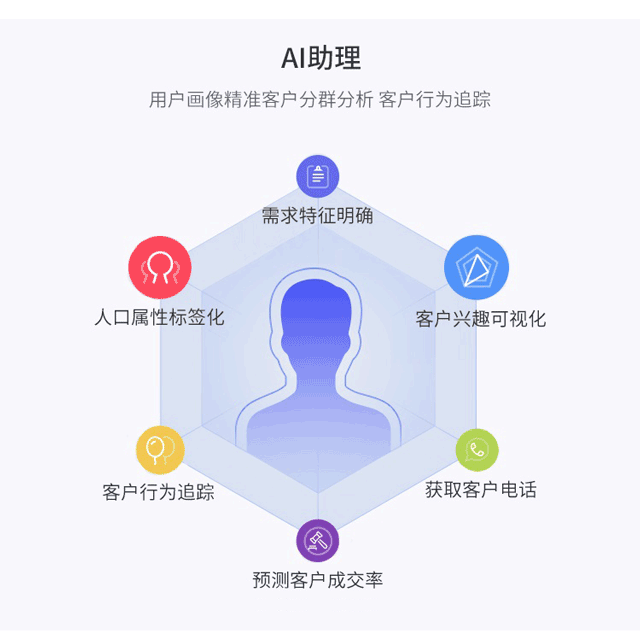 AI助理
用户画像精准客户分群分析 客户行为追踪
需求特征明确
人口属性标签化
客户兴趣可视化
客户行为追踪
获取客户电话
预测客户成交率